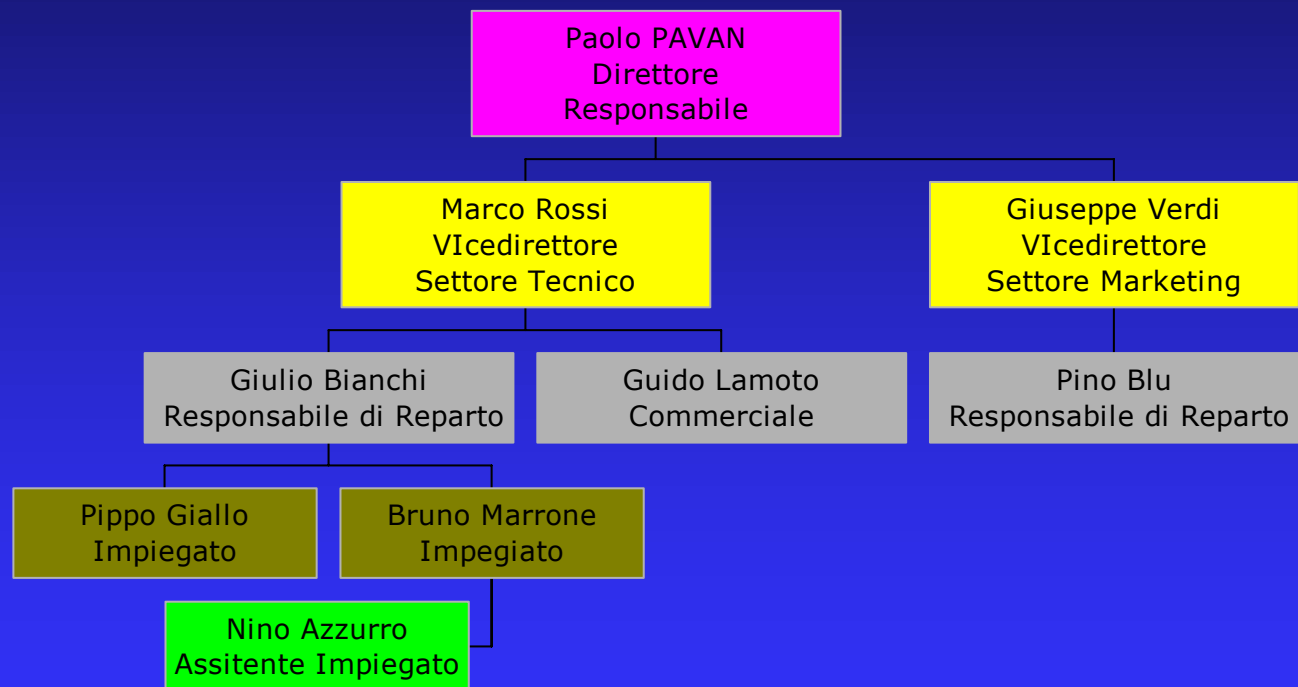 Paolo PAVAN
Direttore
Responsabile
Marco Rossi
VIcedirettore
Settore Tecnico
Giuseppe Verdi
VIcedirettore
Settore Marketing
Giulio Bianchi
Responsabile di Reparto
Guido Lamoto
Commerciale
Pino Blu
Responsabile di Reparto
Pippo Giallo
Impiegato
Bruno Marrone
Impegiato
Nino Azzurro
Assitente Impiegato